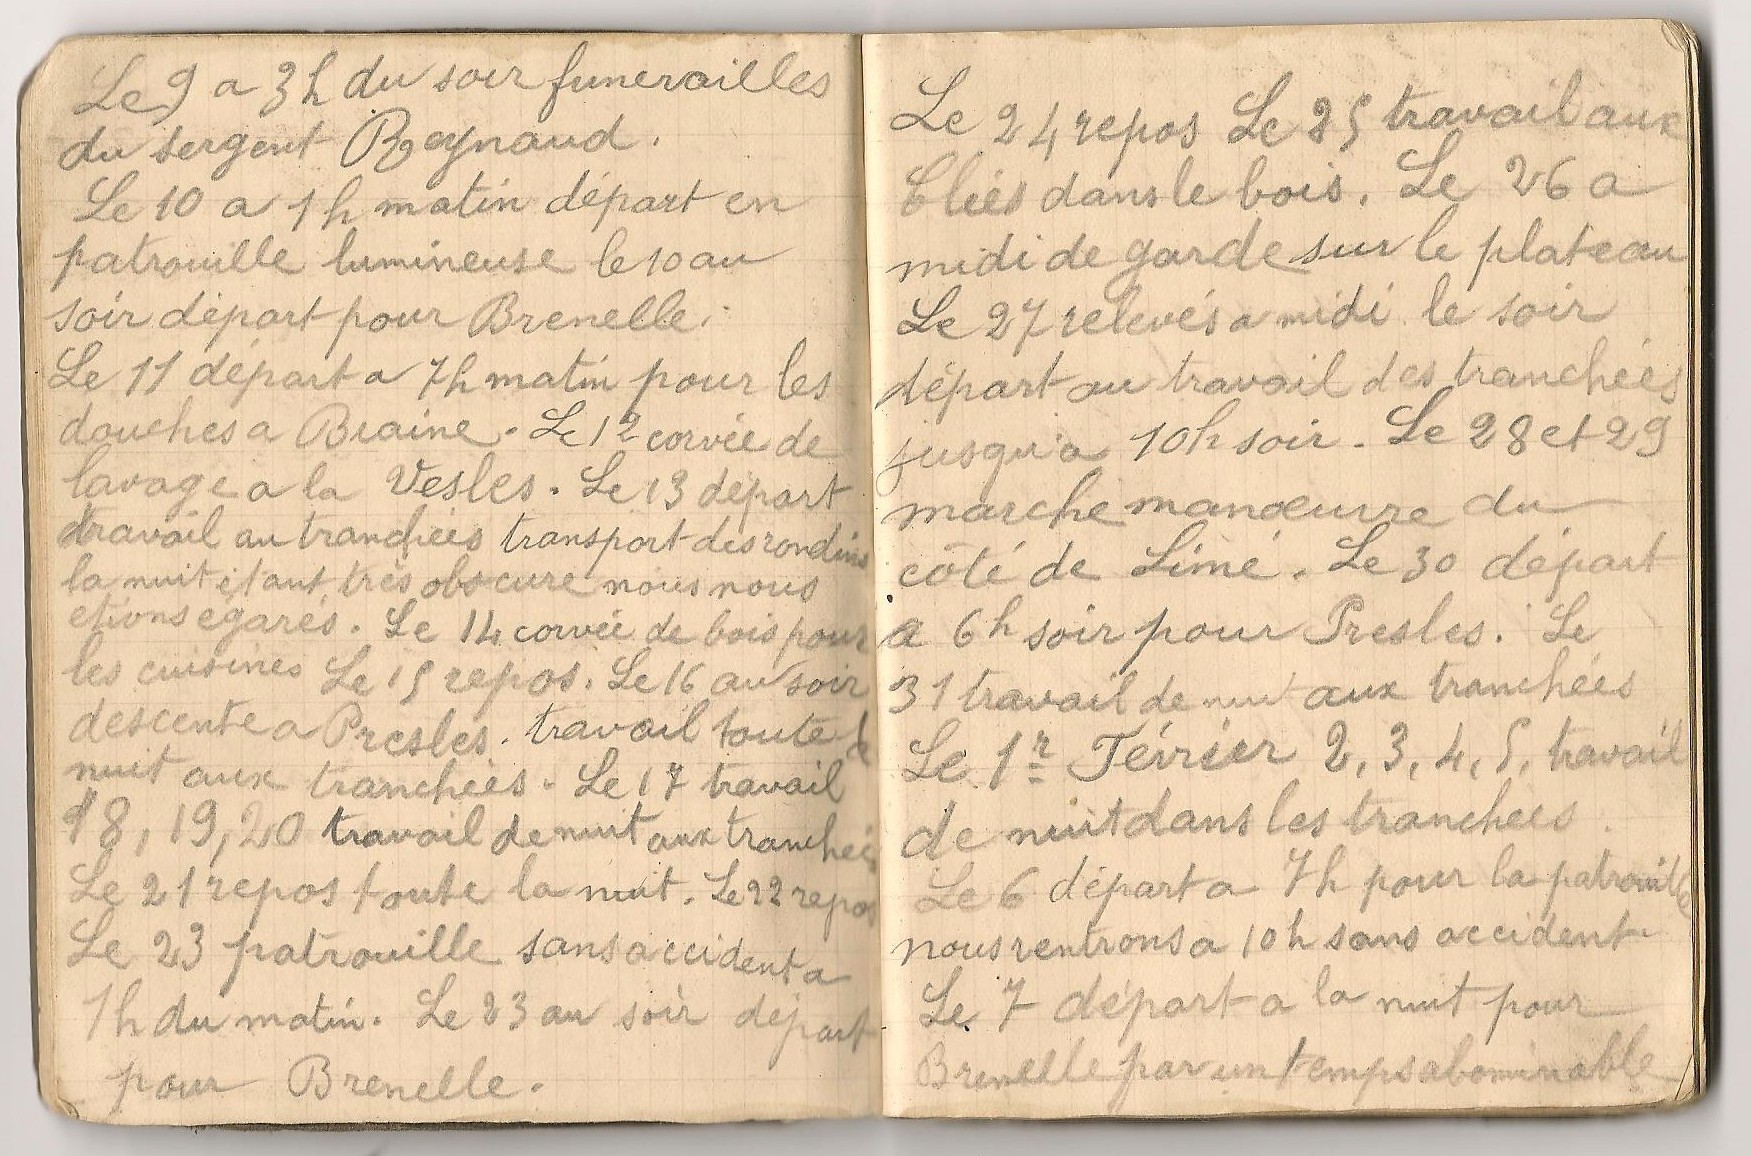 Le 9 a 3h du soir funerailles
du sergent Reynaud.
Le 10 a 1h matin départ en
patrouille lumineuse le 10 au
soir départ pour Brenelle.
Le 11 départ a 7h matin pour les
douches a Braine. Le 12 corvée de
lavage a la Vesles. Le 13 départ
travail au tranchées transport des rondins
la nuit étant très obscure nous nous
etions egarés. Le 14 corvée de bois pour
les cuisines Le 15 repos. Le 16 au soir
descente a Presles. travail toute la
nuit aux tranchées. Le 17 travail
18, 19, 20 travail de nuit aux tranchées
Le 21 repos toute la nuit. Le 22 repos
Le 23 patrouille sans accident a
1h du matin. Le 23 au soir départ
pour Brenelle.
Le 24 repos Le 25 travail aux
dans le bois. Le 26 a
midi de garde sur le plateau
Le 27 relevés a midi le soir
départ au travail des tranchées
jusqu'a 10h soir. Le 28 et 29
marche manœuvre du
côté de Limé. Le 30 départ
a 6h soir pour Presles. Le
31 travail de nuit aux tranchées
Le 1r Février 2, 3, 4, 5, travail
de nuit dans les tranchées.
Le 6 départ a 7h pour la patrouille
nous rentrons a 10h sans accident
Le 7 départ a la nuit pour
Brenelle par un temps abominable